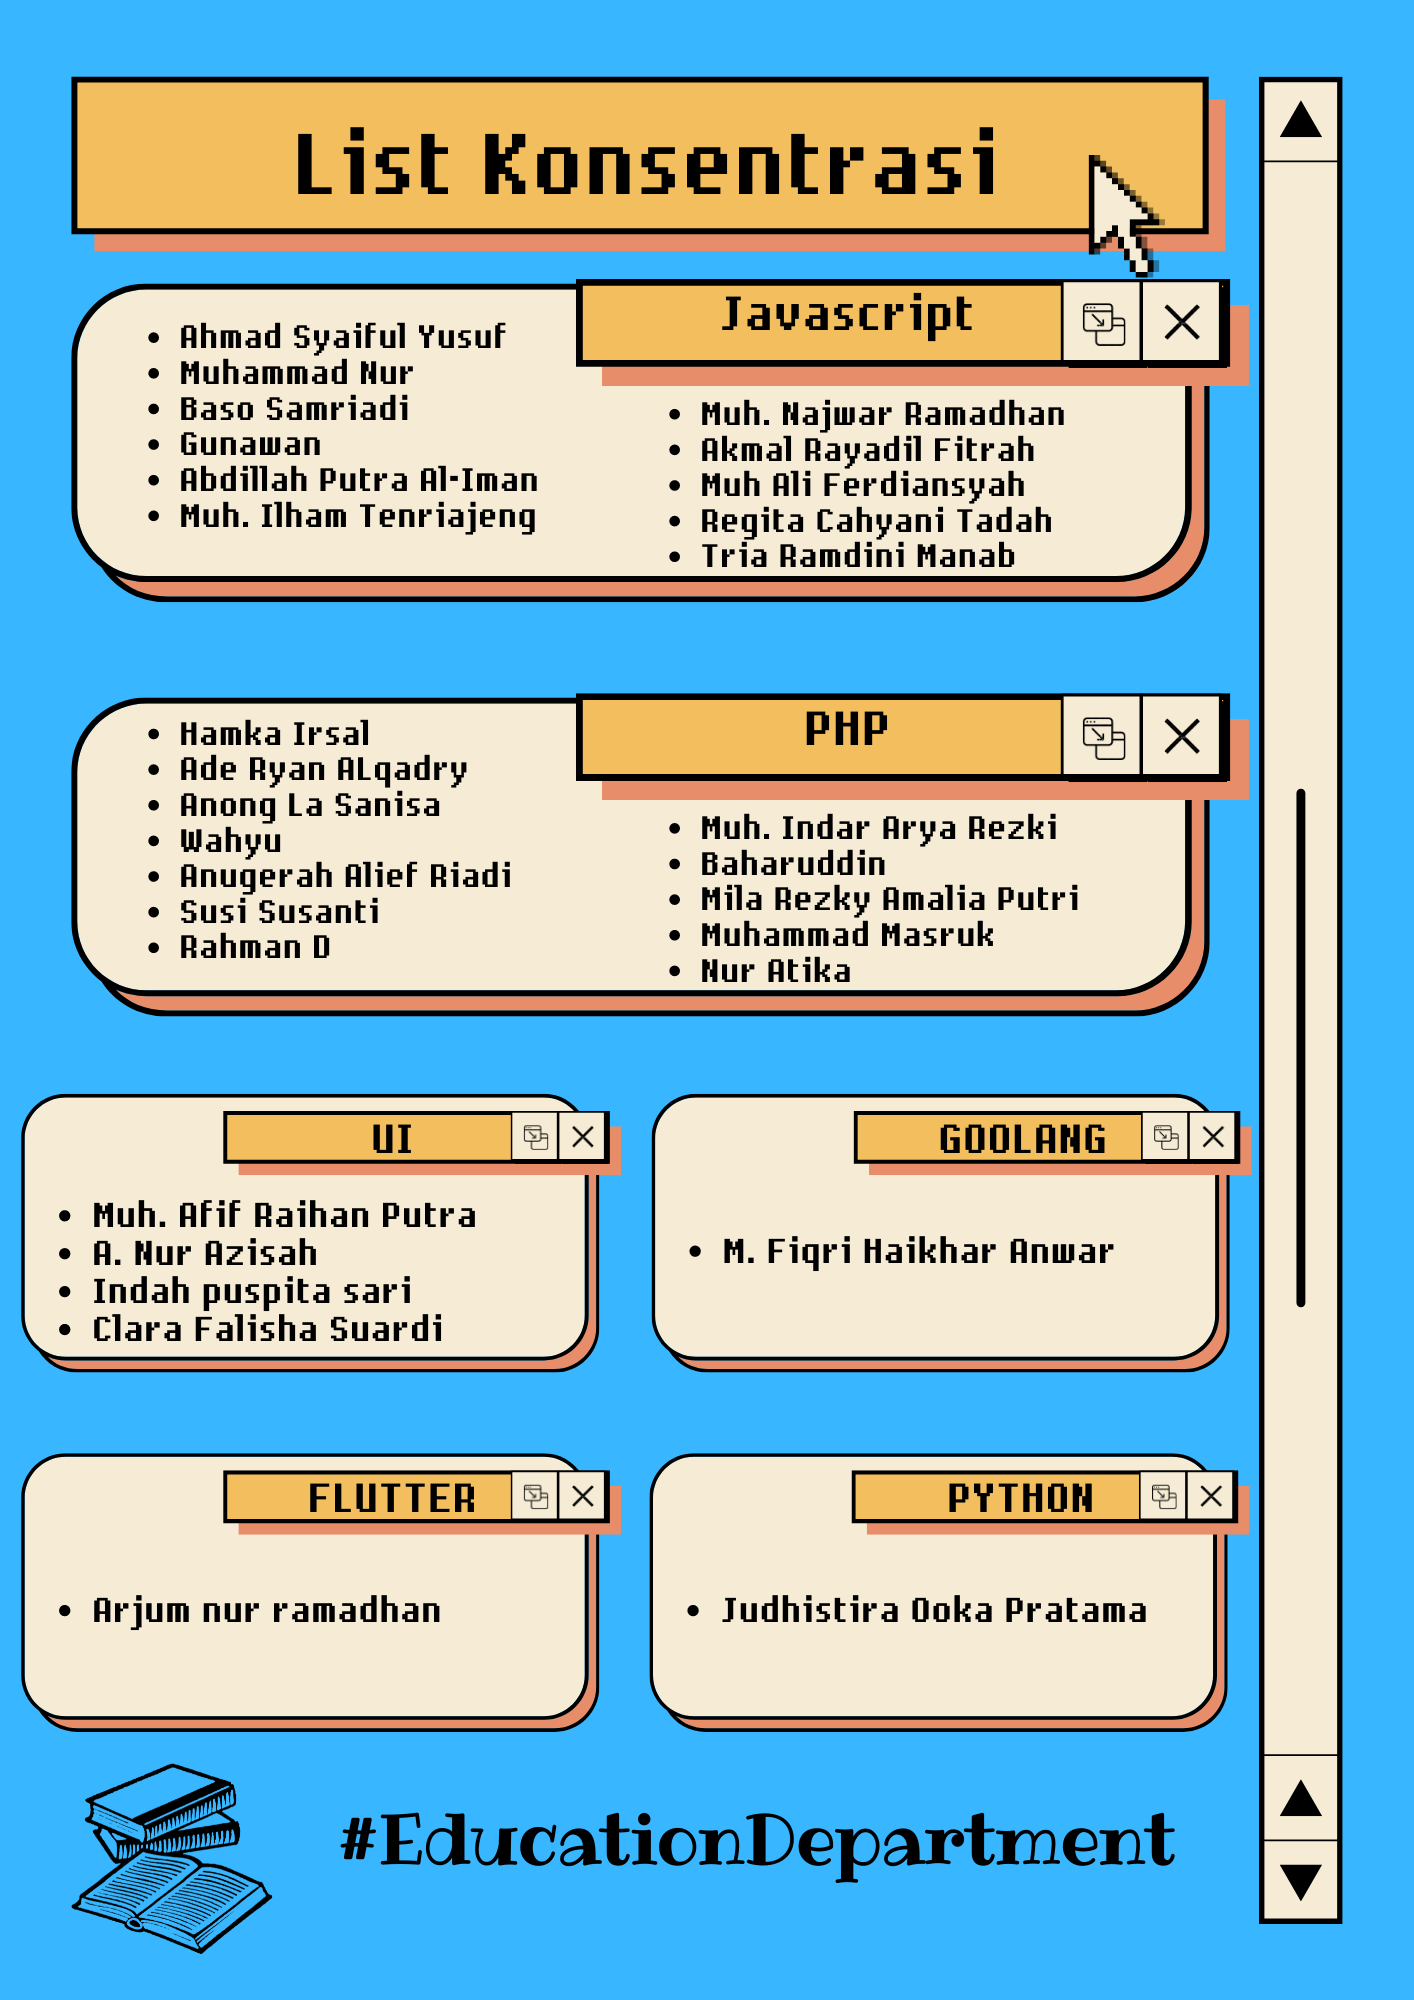 List Konsentrasi
Javascript
Ahmad Syaiful Yusuf
Muhammad Nur
Baso Samriadi
Gunawan
Abdillah Putra Al-Iman
Muh. Ilham Tenriajeng
Muh. Najwar Ramadhan
Akmal Rayadil Fitrah
Muh Ali Ferdiansyah
Regita Cahyani Tadah
Tria Ramdini Manab
PHP
Hamka Irsal
Ade Ryan ALqadry
Anong La Sanisa
Wahyu
Anugerah Alief Riadi
Susi Susanti
Rahman D
Muh. Indar Arya Rezki
Baharuddin
Mila Rezky Amalia Putri
Muhammad Masruk
Nur Atika
UI
Muh. Afif Raihan Putra
A. Nur Azisah
Indah puspita sari
Clara Falisha Suardi
GOOLANG
M. Fiqri Haikhar Anwar
FLUTTER
Arjum nur ramadhan
PYTHON
Judhistira Ooka Pratama
#EducationDepartment